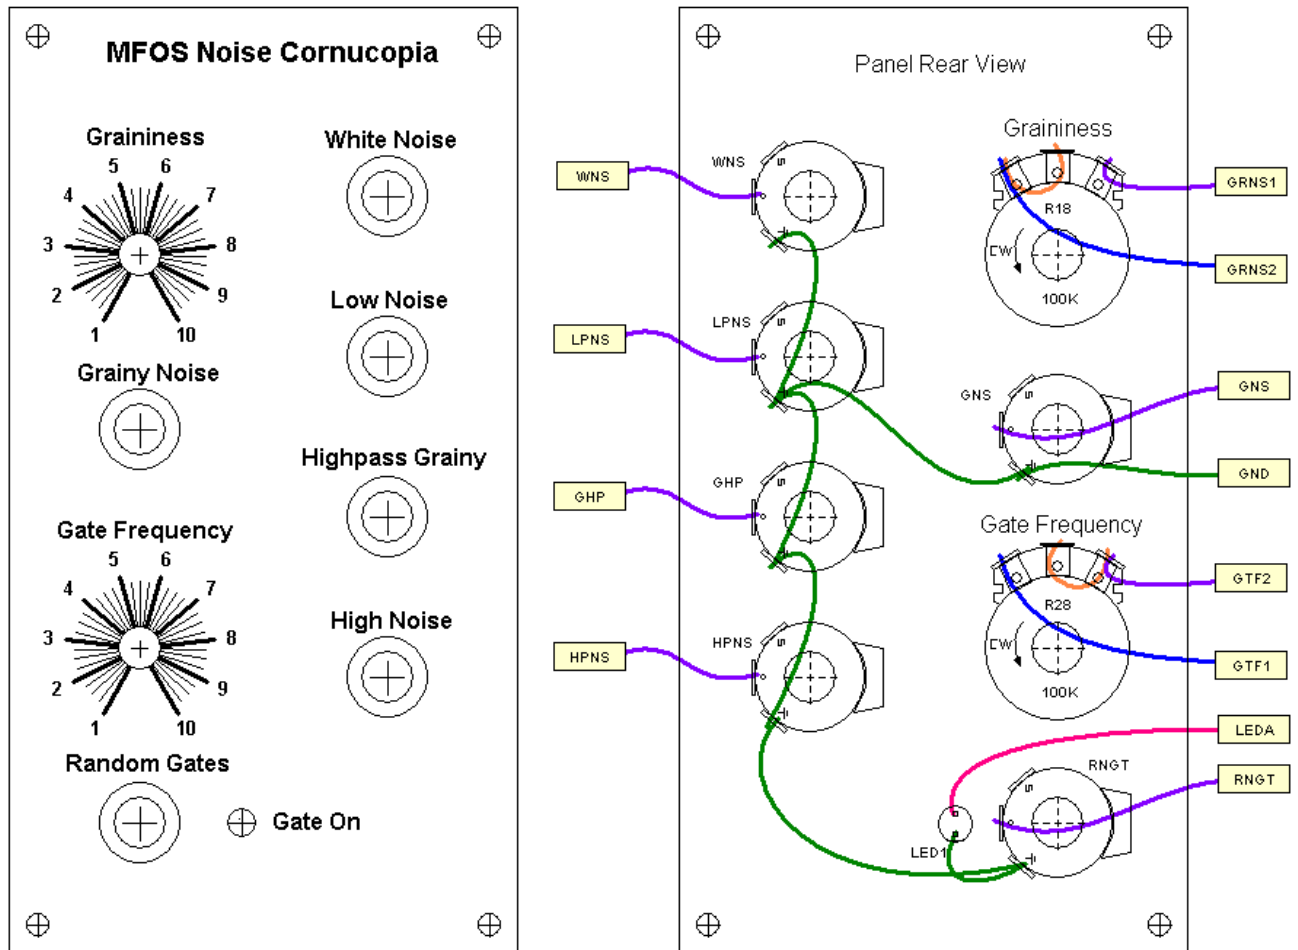 MFOS Noise Cornucopia
Graininess
5 6
4 7
3 8
2 9
1 10
White Noise
Low Noise
Grainy Noise
Highpass Grainy
Gate Frequency
5 6
4 7
3 8
2 9
1 10
High Noise
Random Gates
Gate On
Panel Rear View
WNS
WNS
S
Graininess
R18
CW
100K
GRNS1
GRNS2
LPNS
LPNS
S
GNS
S
GNS
GND
GHP
GHP
S
Gate Frequency
R28
CW
100K
GTF2
GTF1
HPNS
HPNS
S
LEDA
RNGT
S
RNGT
LED1